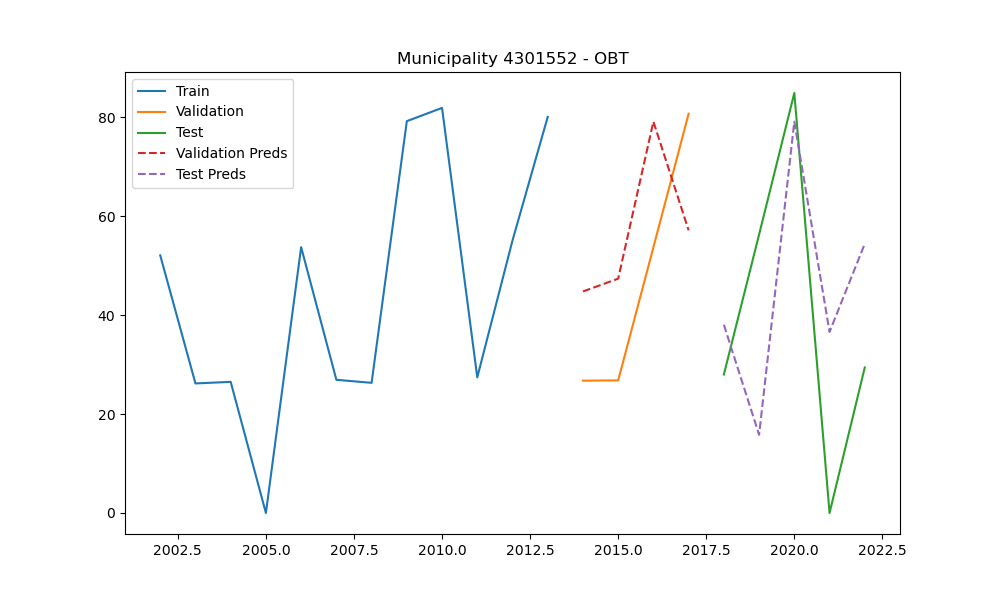 Municipality 4301552 - OBT
Train
Validation
Test
Validation Preds
Test Preds
80
60
40
20
0
2002.5 2005.0 2007.5 2010.0 2012.5 2015.0 2017.5 2020.0 2022.5